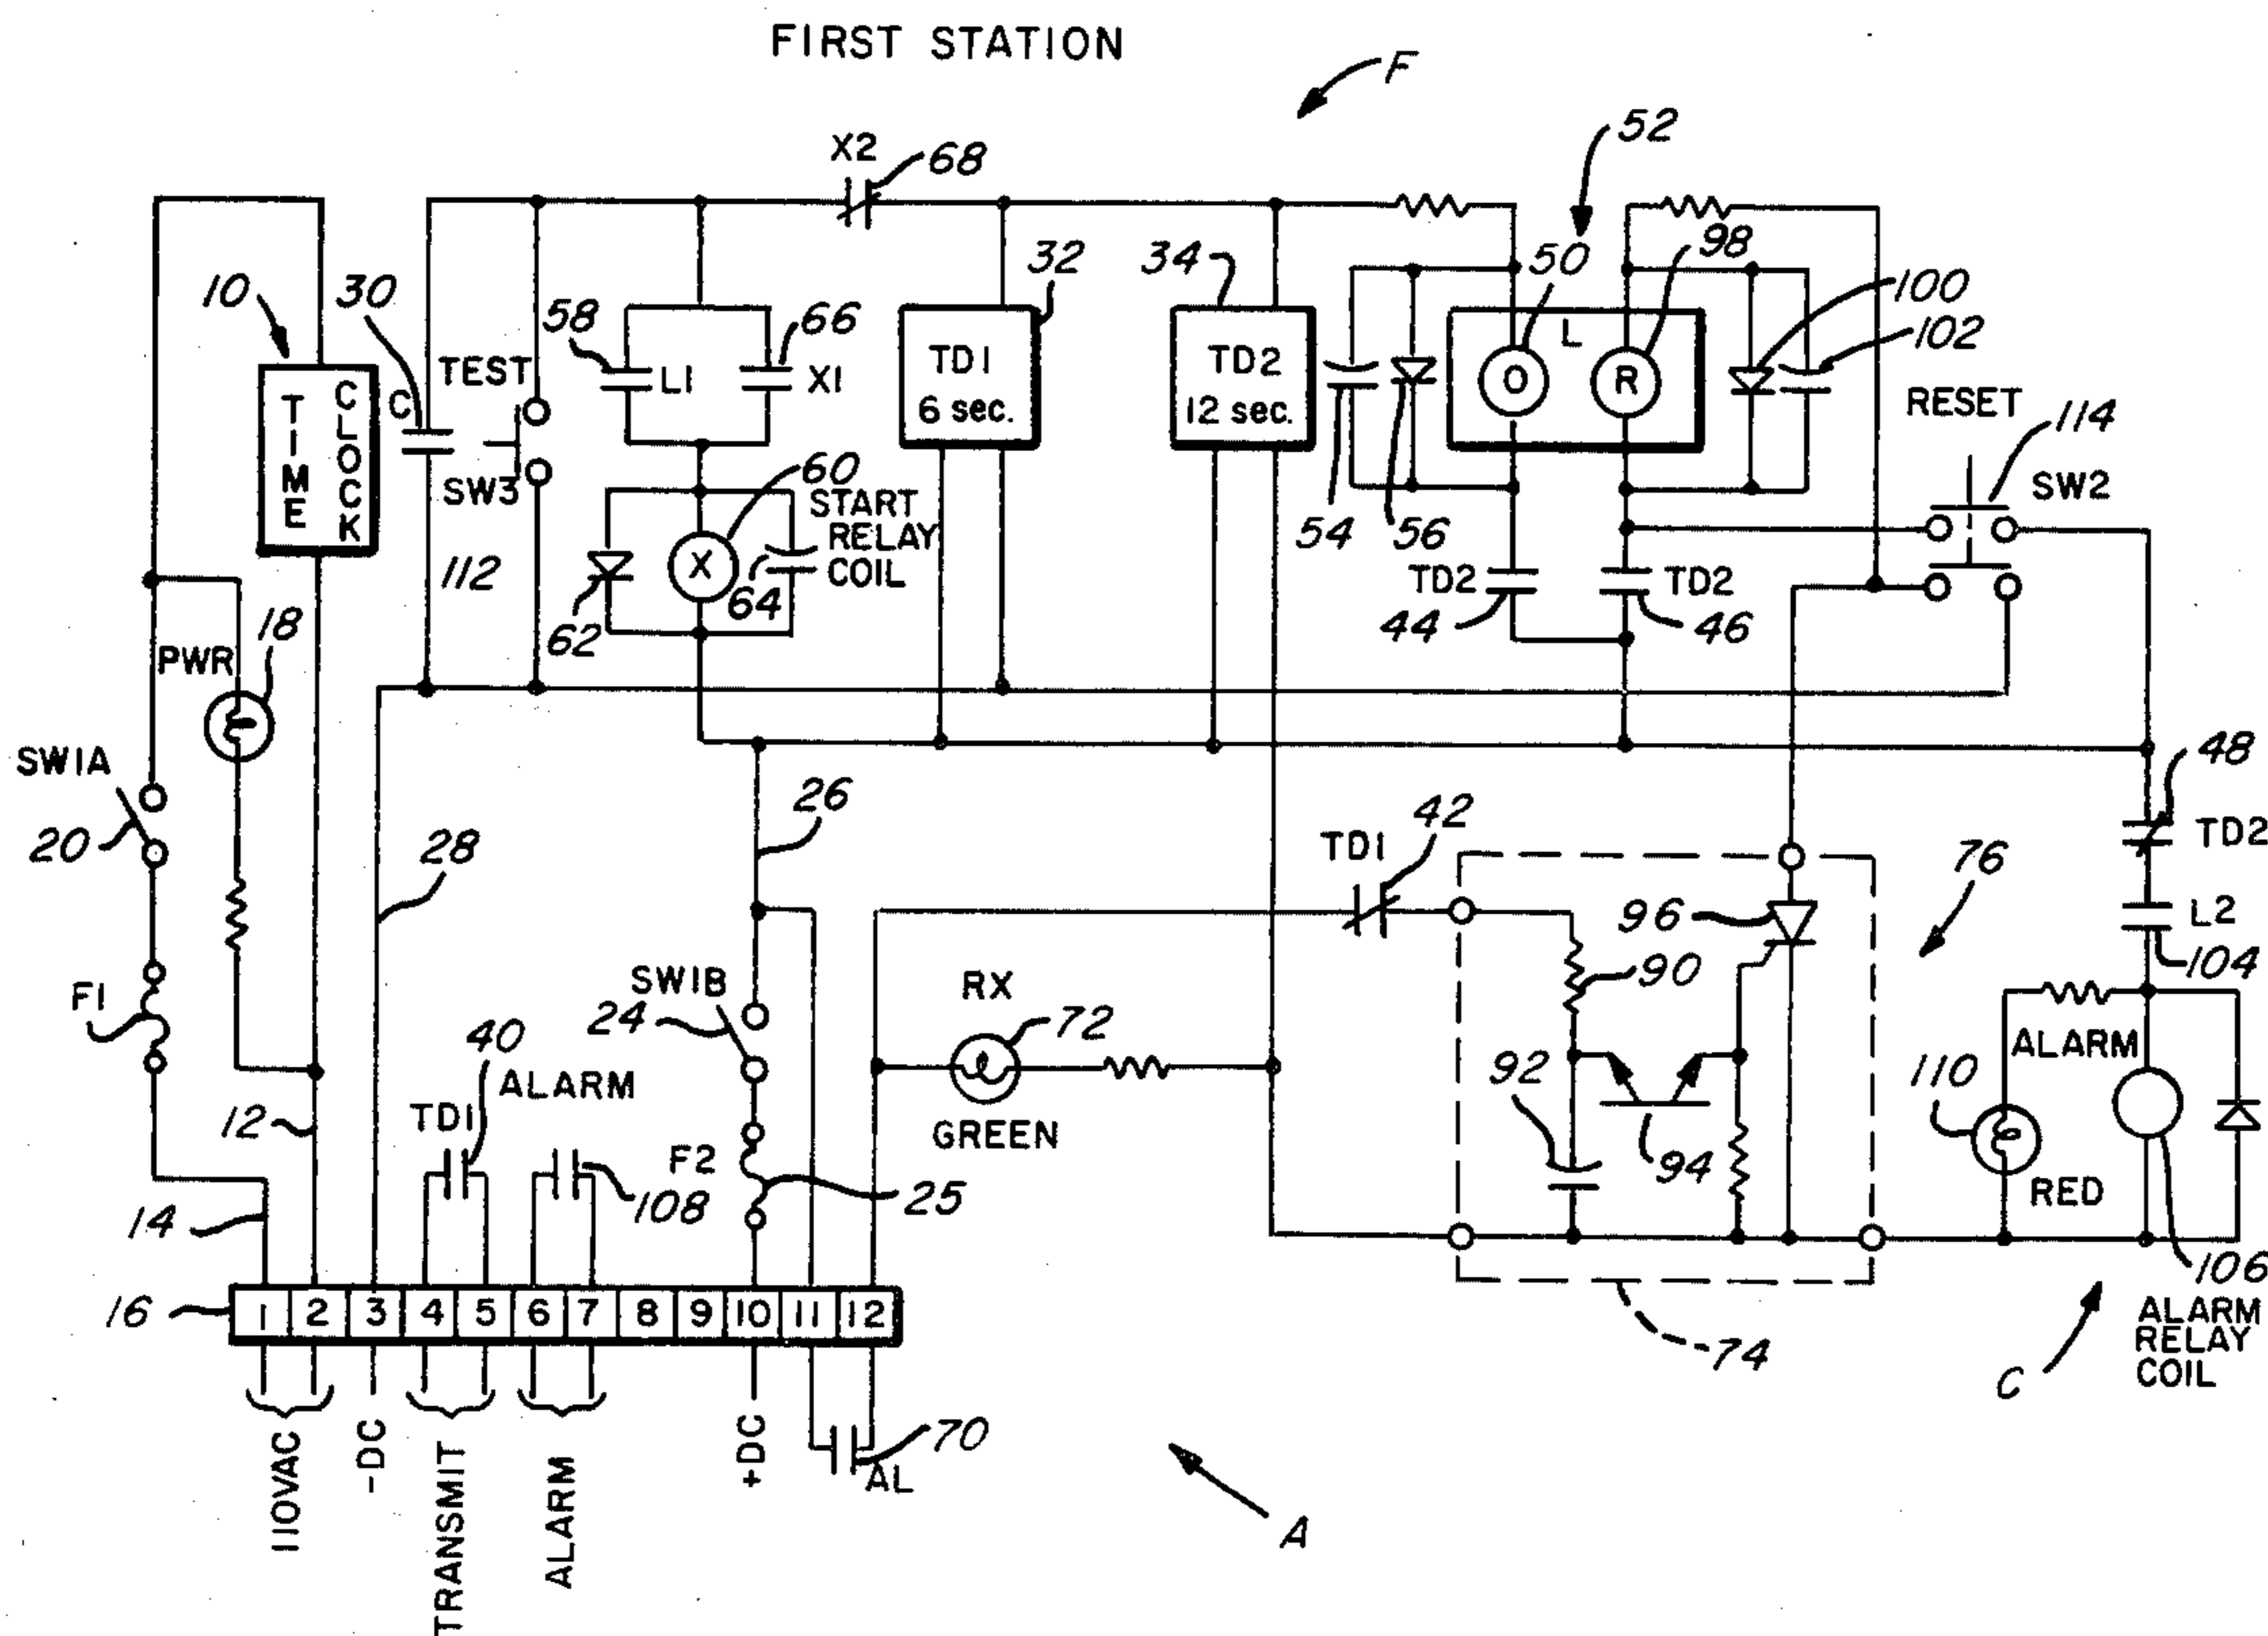 FIRST STATION
F
52
X2
68
10
30
58
66
32
34
50
98
100
102
L
TEST
L1
X1
TD1
6 sec.
TD2
12 sec.
O
R
RESET
114
TIME
CLOCK
C
SW3
60
START
RELAY
COIL
SW2
54
56
112
X
64
62
TD2
44
TD2
46
18
PWR
SW1A
20
28
26
TD1
42
48
TD2
76
96
L2
104
F1
SW1B
24
RX
72
90
40
ALARM
TD1
92
94
ALARM
110
12
F2
108
25
GREEN
RED
14
106
ALARM
RELAY
COIL
16
1 2 3 4 5 6 7 8 9 10 11 12
74
C
110VAC
-DC
TRANSMIT
ALARM
+DC
70
AL
A